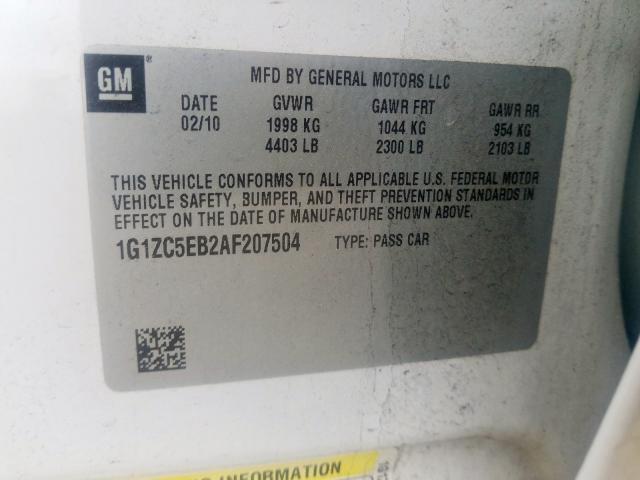 GM
MFD BY GENERAL MOTORS LLC
DATE GVWR GAWR FRT GAWR RR
02/10 1998 KG 1044 KG 954 KG
4403 LB 2300 LB 2103 LB
THIS VEHICLE CONFORMS TO ALL APPLICABLE U.S. FEDERAL MOTOR
VEHICLE SAFETY, BUMPER, AND THEFT PREVENTION STANDARDS IN
EFFECT ON THE DATE OF MANUFACTURE SHOWN ABOVE.
1G1ZC5EB2AF207504 TYPE: PASS CAR
INFORMATION